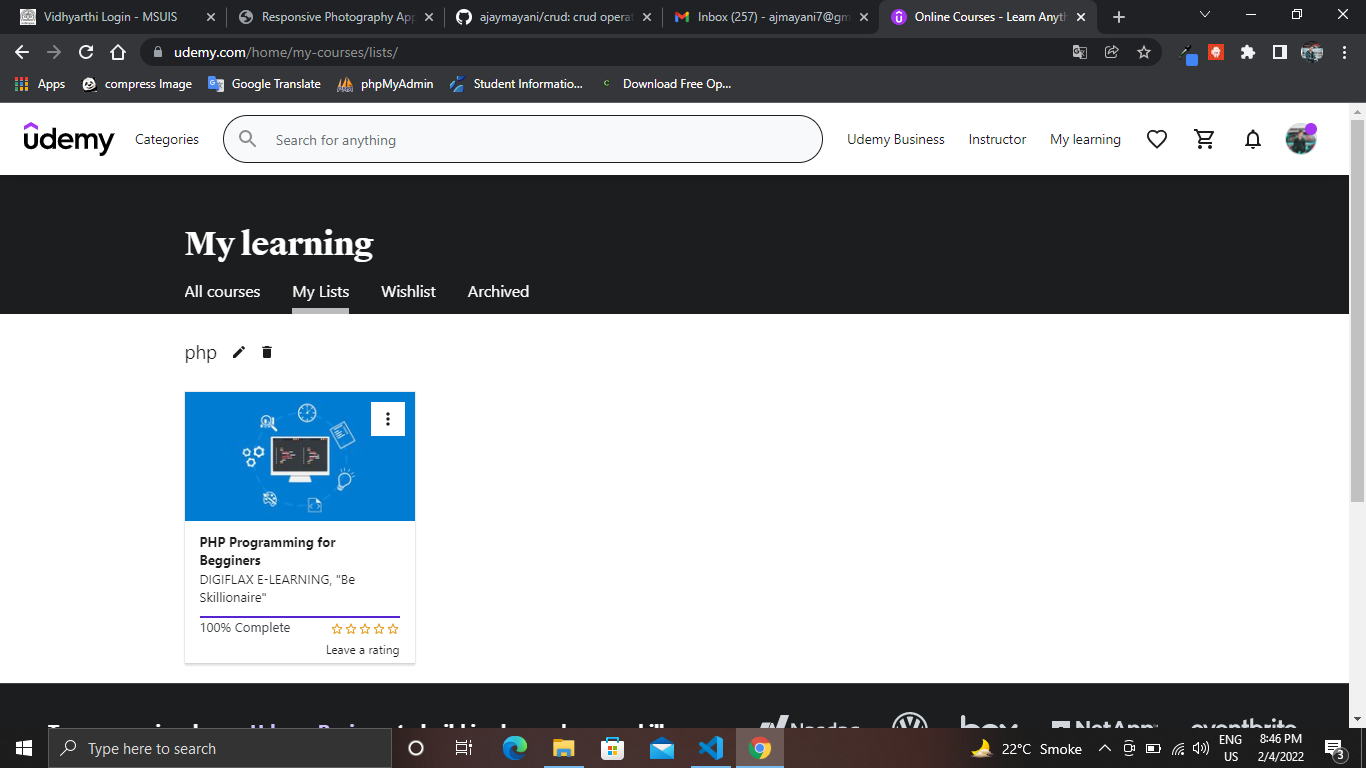 Vidhyarthi Login - MSUIS
Responsive Photography App
ajaymayani/crud: crud operat
Inbox (257) - ajmayani7@gm
Online Courses - Learn Anyth
udemy.com/home/my-courses/lists/
Apps
compress Image
Google Translate
phpMyAdmin
Student Informatio...
Download Free Op...
udemy
Categories
Search for anything
Udemy Business
Instructor
My learning
My learning
All courses
My Lists
Wishlist
Archived
php
PHP Programming for
Begginers
DIGIFLAX E-LEARNING, "Be
Skillionaire"
100% Complete
Leave a rating
Nasdaq
box
NetApp
eventbrite
Type here to search
22°C Smoke
ENG
US
8:46 PM
2/4/2022
3